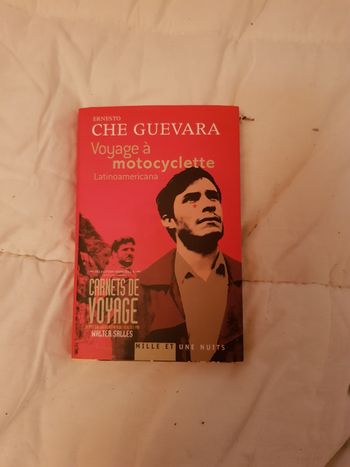 ERNESTO
CHE GUEVARA
Voyage à
motocyclette
Latinoamericana
CARNETS DE
VOYAGE
WALTER SALLES
MILLE ET UNE NUITS